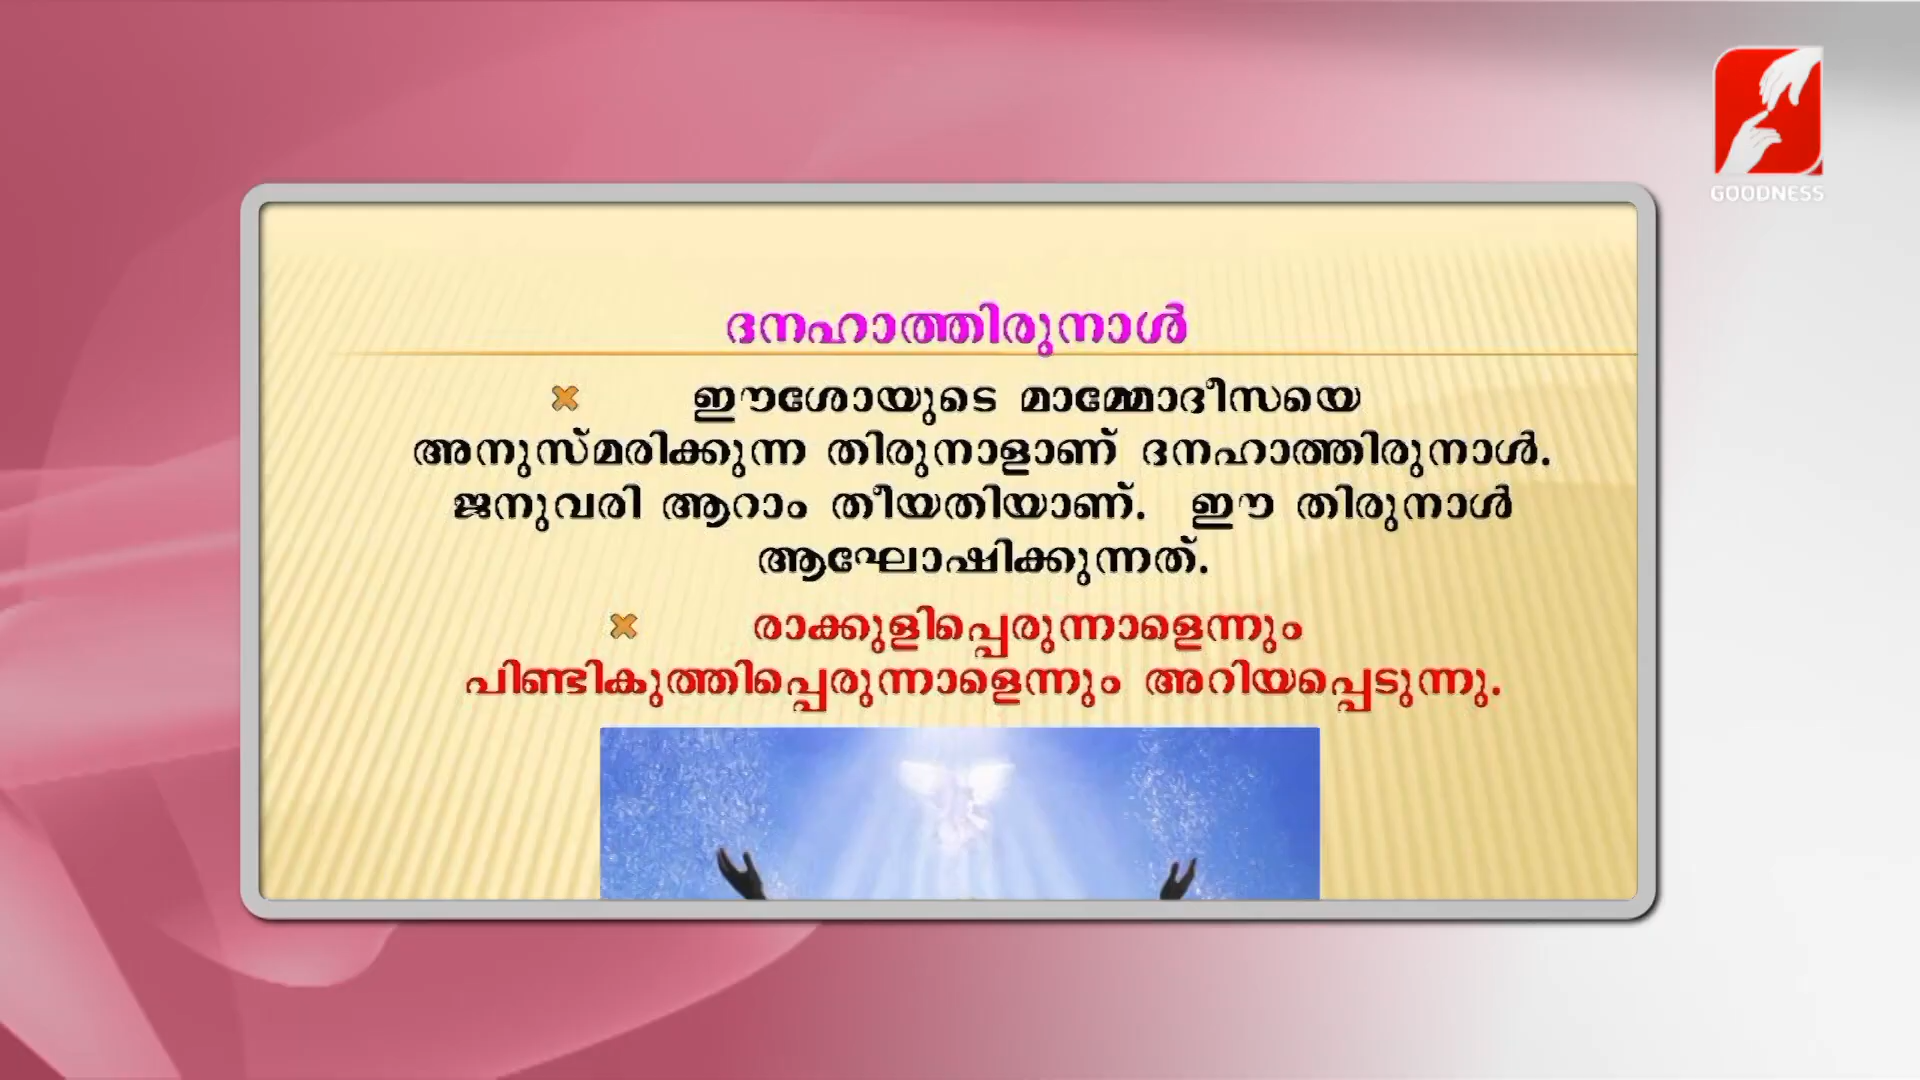 GOODNESS
ദനഹാത്തിരുനാൾ
ഈശോയുടെ മാമ്മോദീസയെ
അനുസ്മരിക്കുന്ന തിരുനാളാണ് ദനഹാത്തിരുനാൾ.
ജനുവരി ആറാം തീയതിയാണ്. ഈ തിരുനാൾ
ആഘോഷിക്കുന്നത്.
രാക്കുളിപ്പെരുന്നാളെന്നും
പിണ്ടികുത്തിപ്പെരുന്നാളെന്നും അറിയപ്പെടുന്നു.